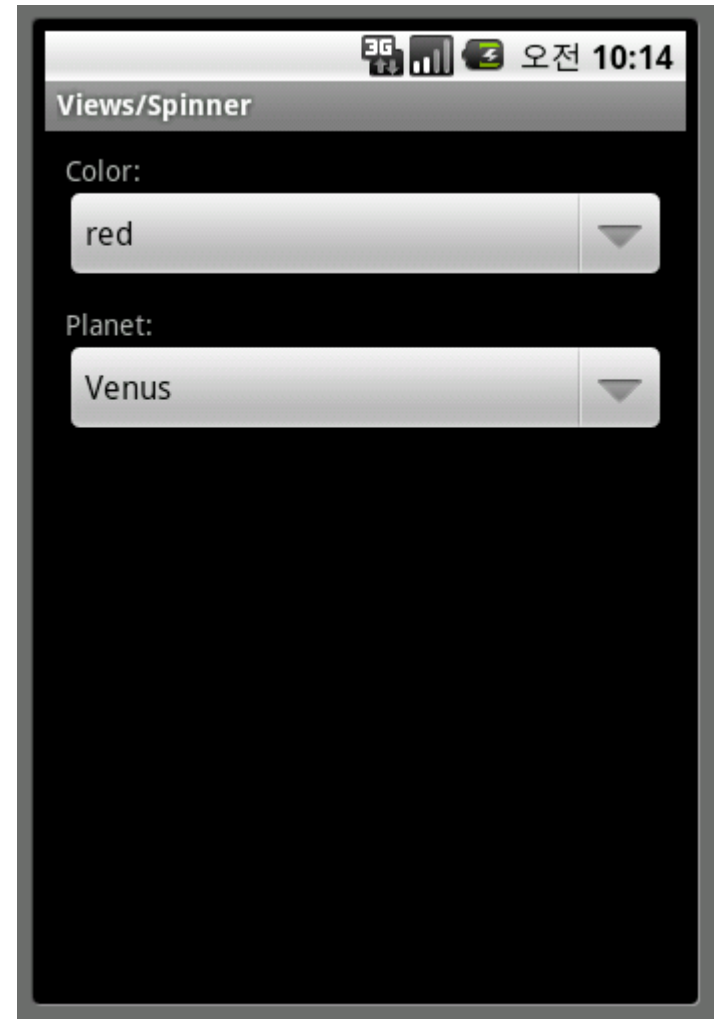 3G 오전 10:14
Views/Spinner
Color:
red
Planet:
Venus